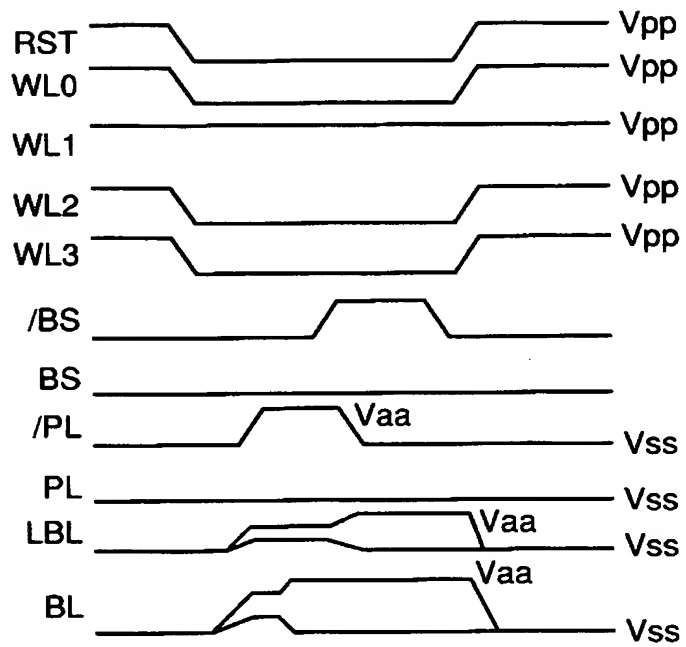 RST Vpp
WL0 Vpp
WL1 Vpp
WL2 Vpp
WL3 Vpp
/BS
BS
/PL Vaa Vss
PL Vss
LBL Vaa Vss
BL Vaa Vss